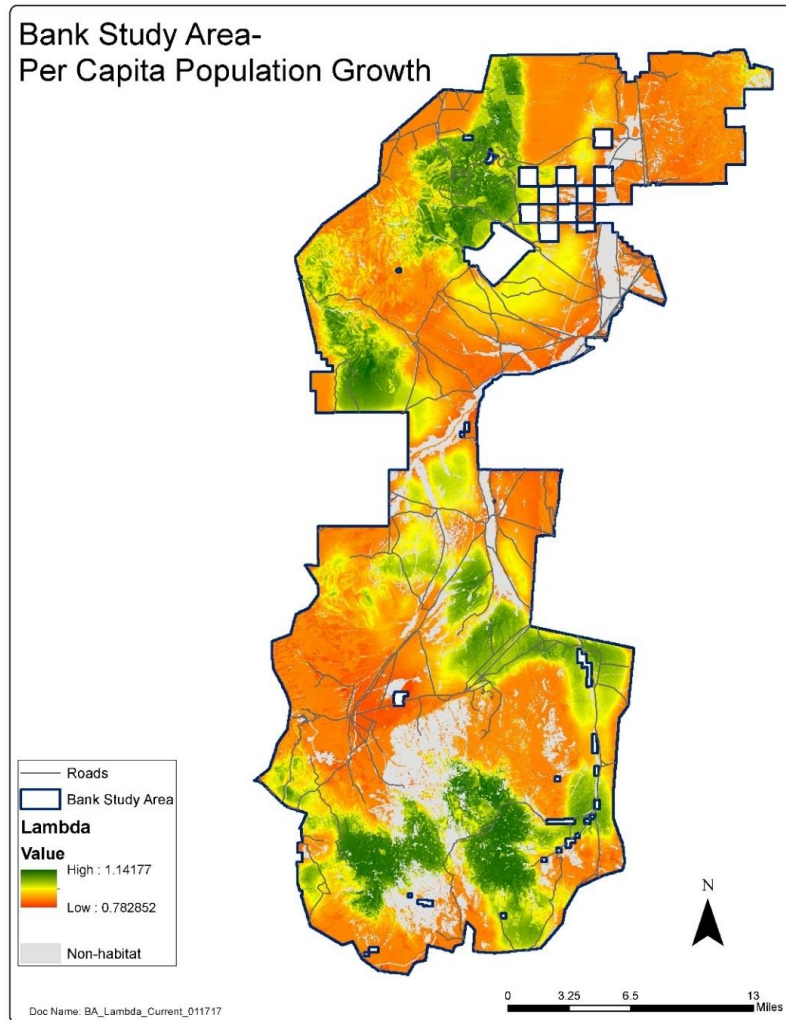 Bank Study Area-
Per Capita Population Growth
Roads
Bank Study Area
Lambda
Value
High : 1.14177
Low : 0.782852
Non-habitat
N
0 3.25 6.5 13
Miles
Doc Name: BA_Lambda_Current_011717